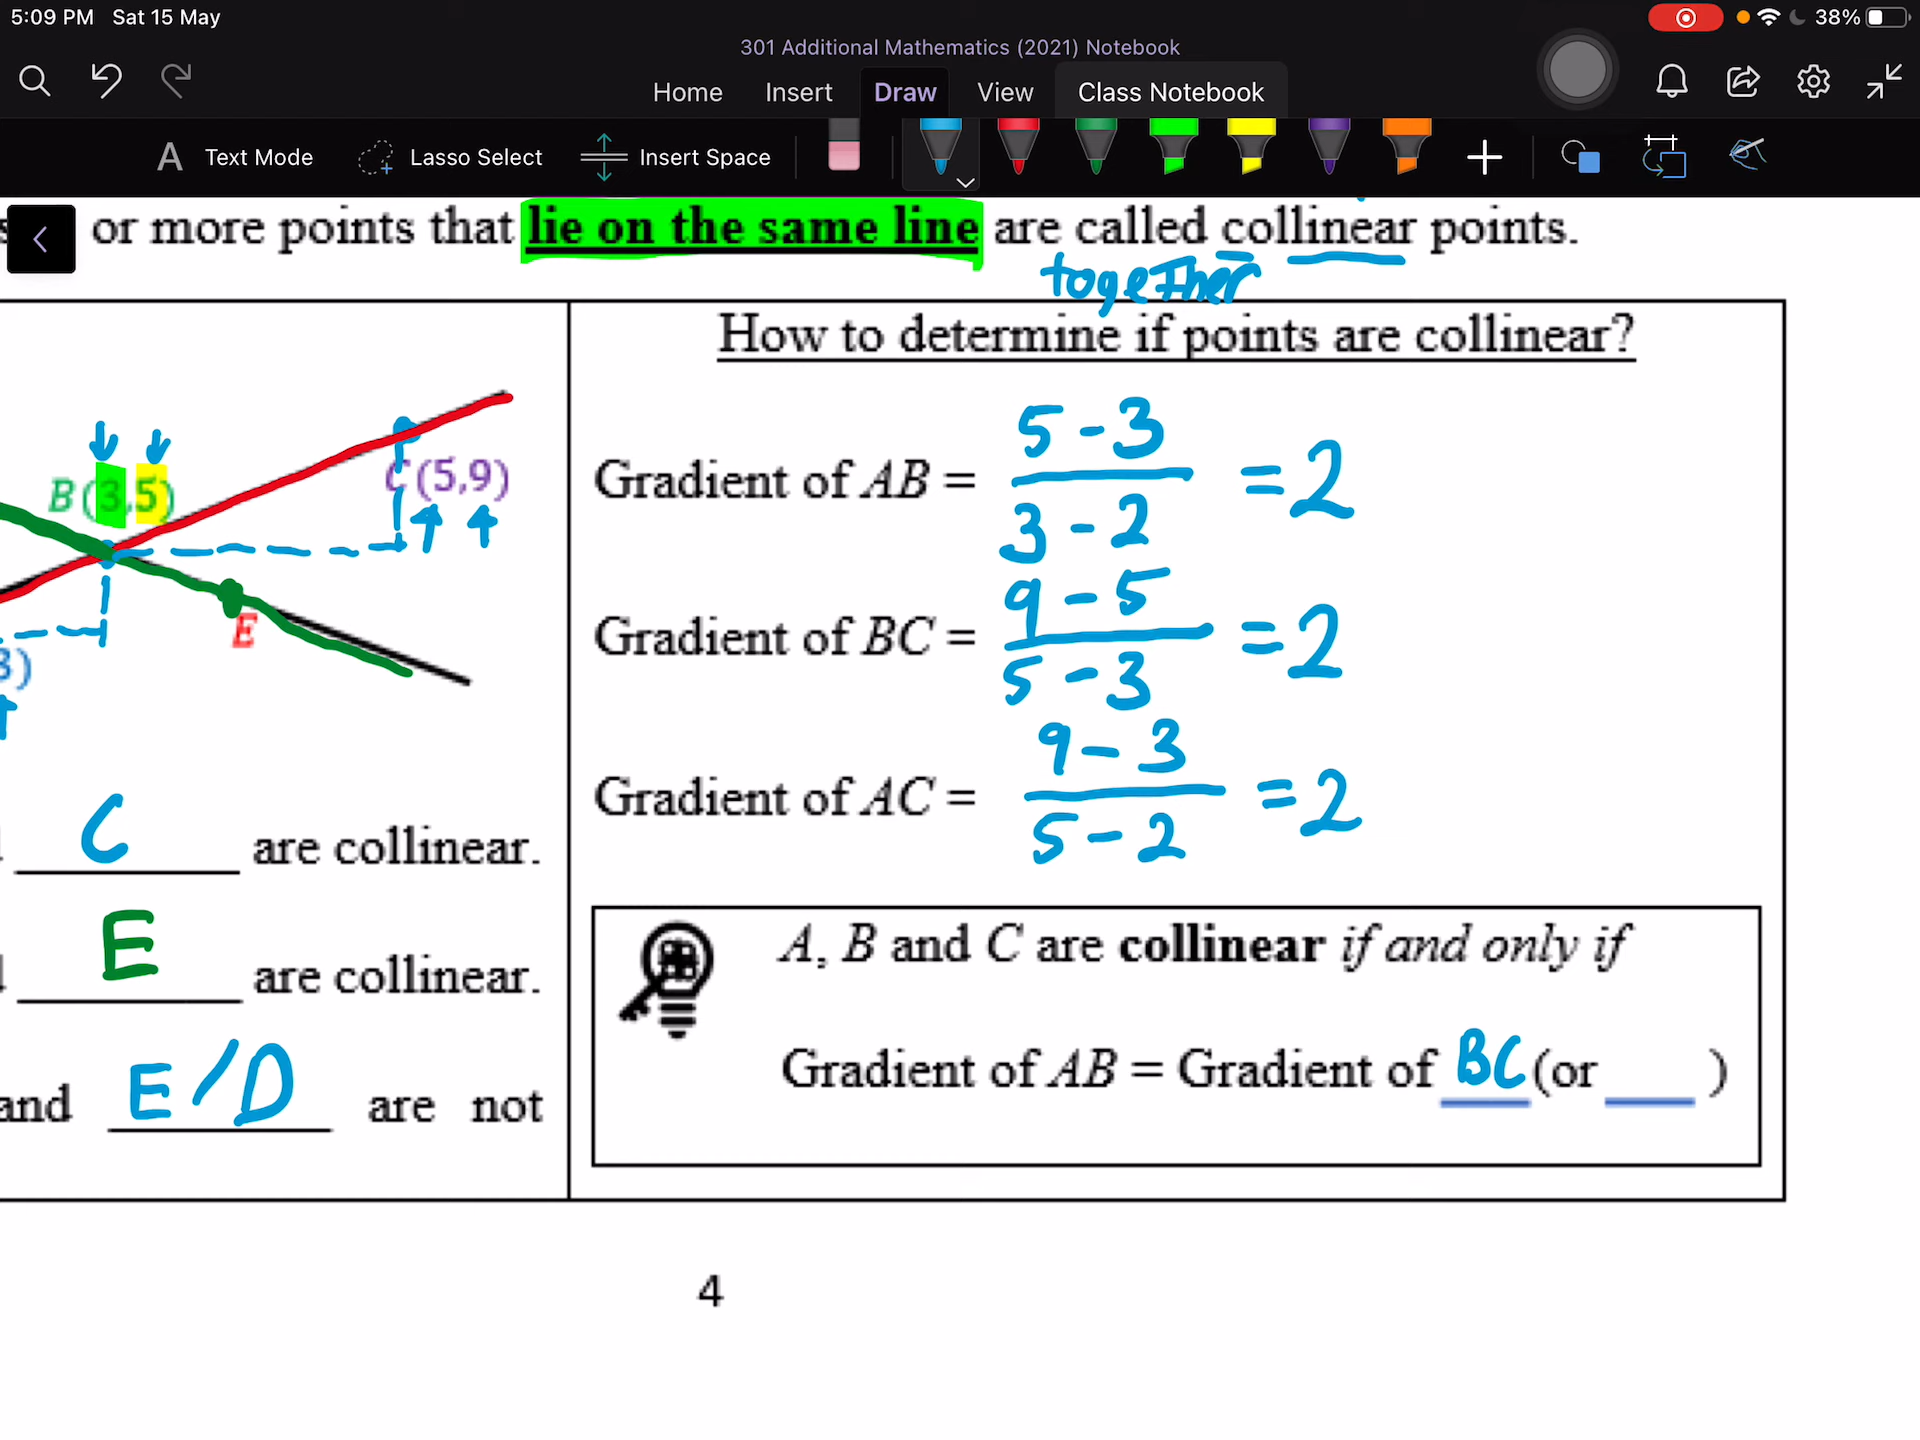 5:09 PM Sat 15 May
38%
301 Additional Mathematics (2021) Notebook
Home Insert Draw View Class Notebook
Text Mode Lasso Select Insert Space
or more points that lie on the same line are called collinear points.
together
B(3,5)
C(5,9)
E
3)
C are collinear.
E are collinear.
and E/D are not
How to determine if points are collinear?
5-3
Gradient of AB = =2
3-2
9-5
Gradient of BC = =2
5-3
9-3
Gradient of AC = =2
5-2
A, B and C are collinear if and only if
Gradient of AB = Gradient of BC (or ____ )
4